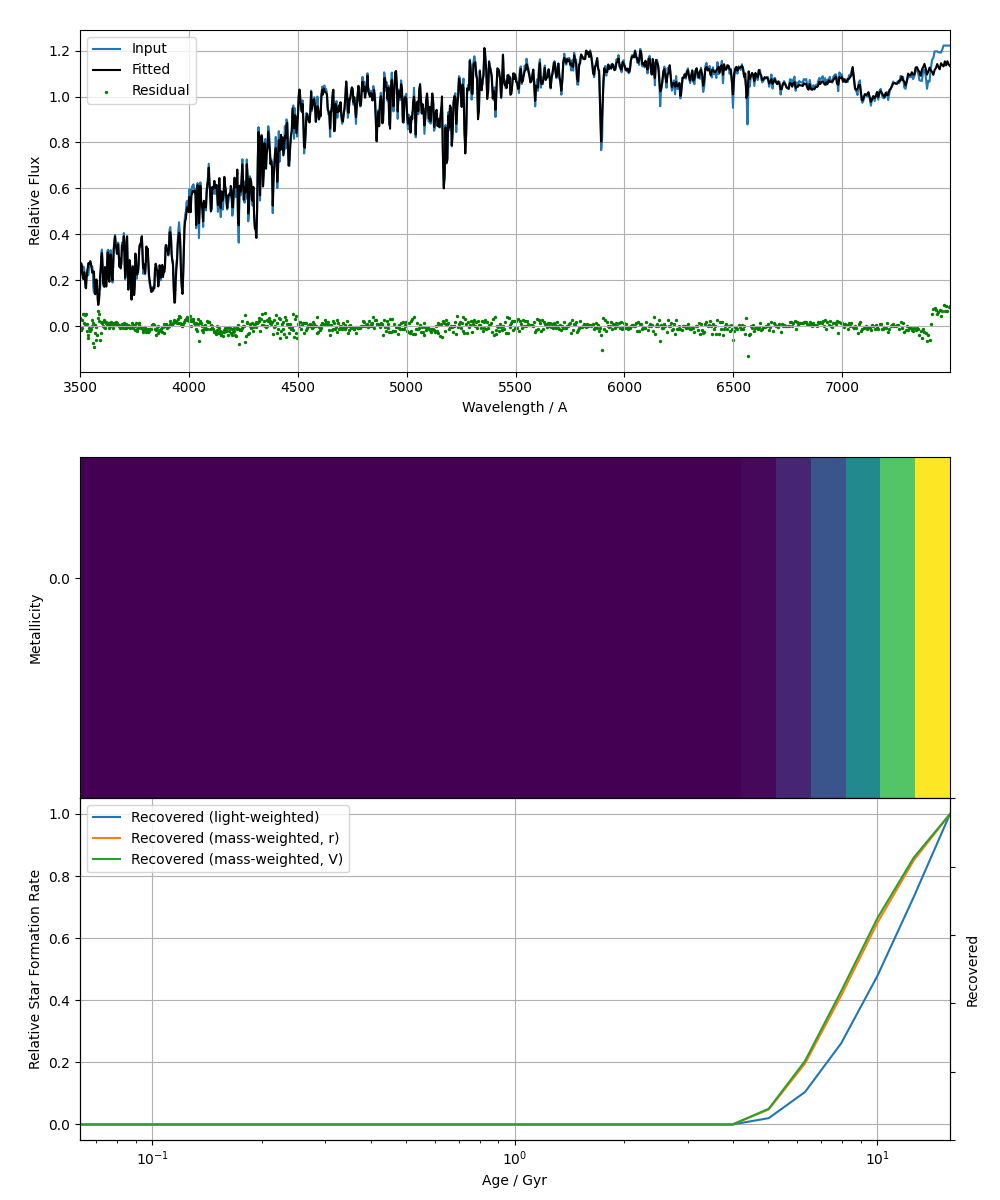 1.2
1.0
0.8
0.6
0.4
0.2
0.0
Relative Flux
Input
Fitted
Residual
3500 4000 4500 5000 5500 6000 6500 7000
Wavelength / A
0.0
Metallicity
1.0
0.8
0.6
0.4
0.2
0.0
Relative Star Formation Rate
Recovered (light-weighted)
Recovered (mass-weighted, r)
Recovered (mass-weighted, V)
Recovered
10⁻¹ 10⁰ 10¹
Age / Gyr